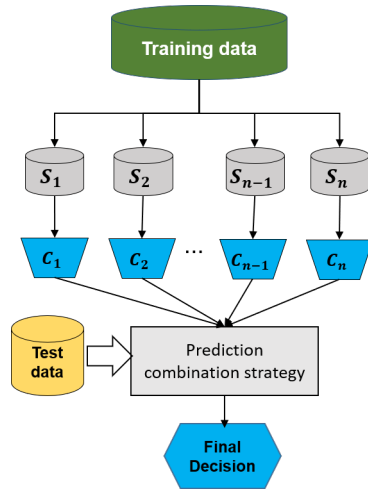 Training data
S₁ S₂ Sₙ₋₁ Sₙ
C₁ C₂ ... Cₙ₋₁ Cₙ
Test
data
Prediction
combination strategy
Final
Decision